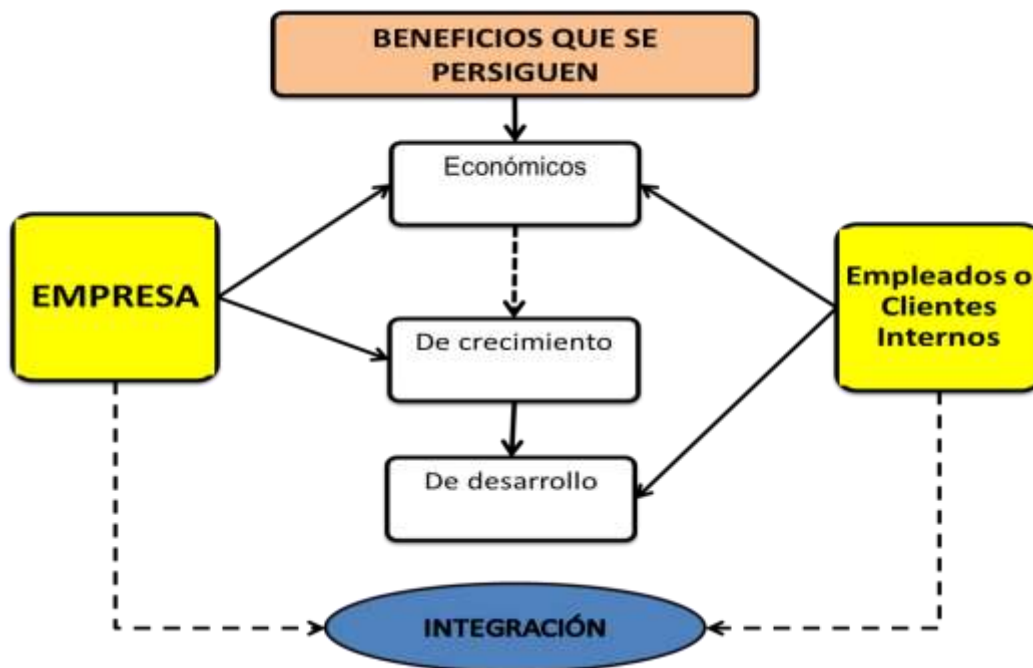 BENEFICIOS QUE SE
PERSIGUEN
Económicos
EMPRESA
Empleados o
Clientes
Internos
De crecimiento
De desarrollo
INTEGRACIÓN